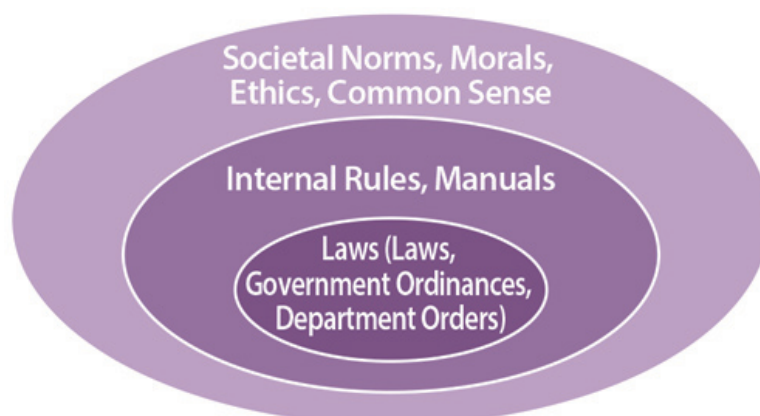 Societal Norms, Morals,
Ethics, Common Sense
Internal Rules, Manuals
Laws (Laws,
Government Ordinances,
Department Orders)